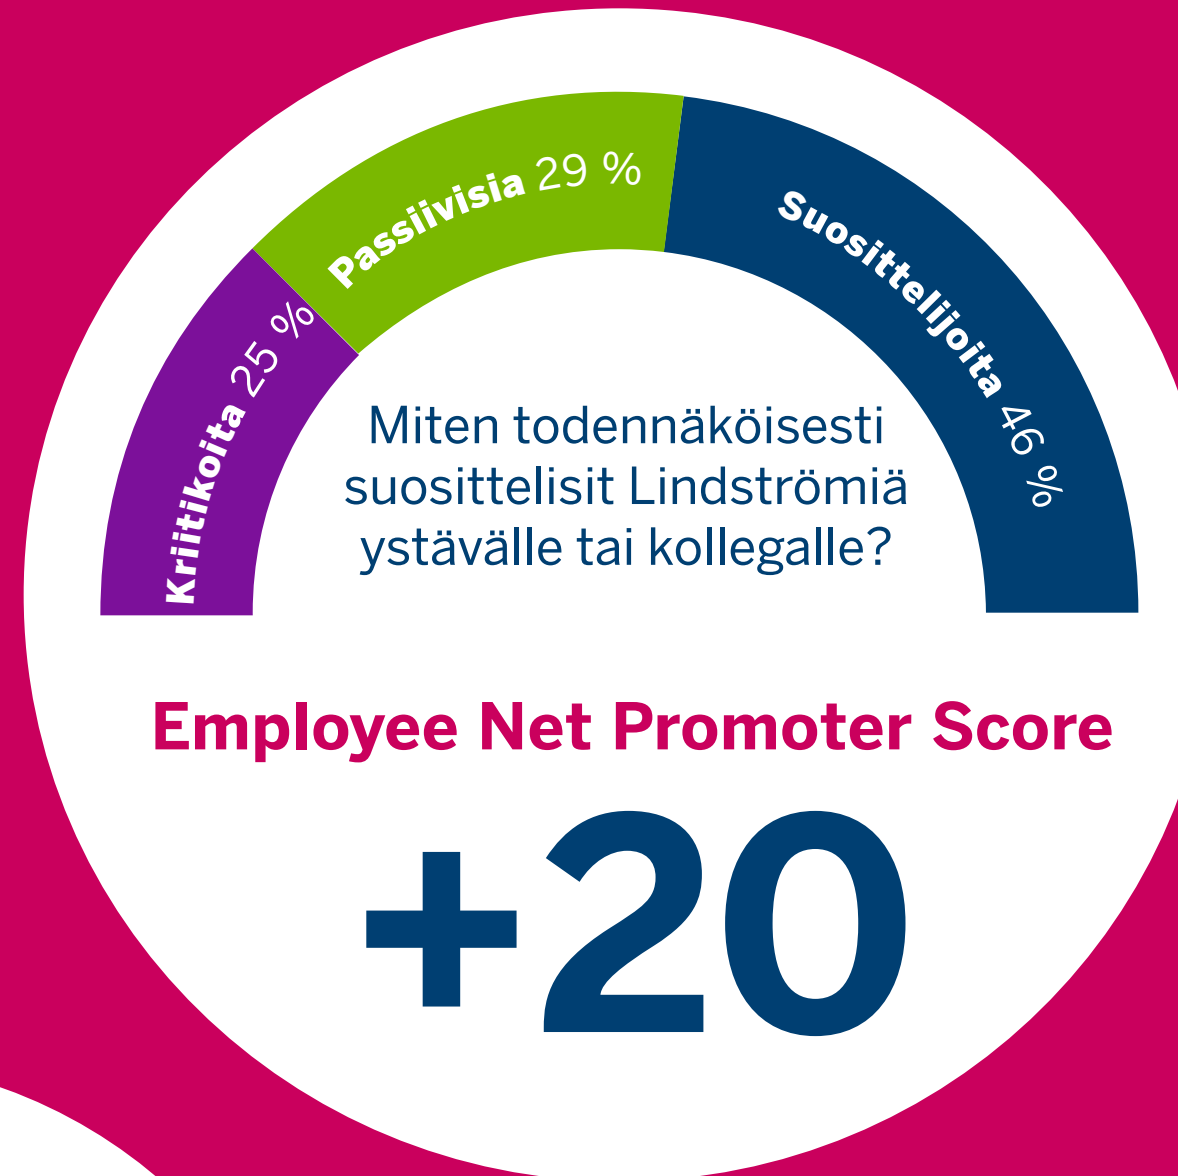 Kriitikoita 25 %
Passiivisia 29 %
Suosittelijoita 46 %
Miten todennäköisesti
suosittelisit Lindströmiä
ystävälle tai kollegalle?
Employee Net Promoter Score
+20